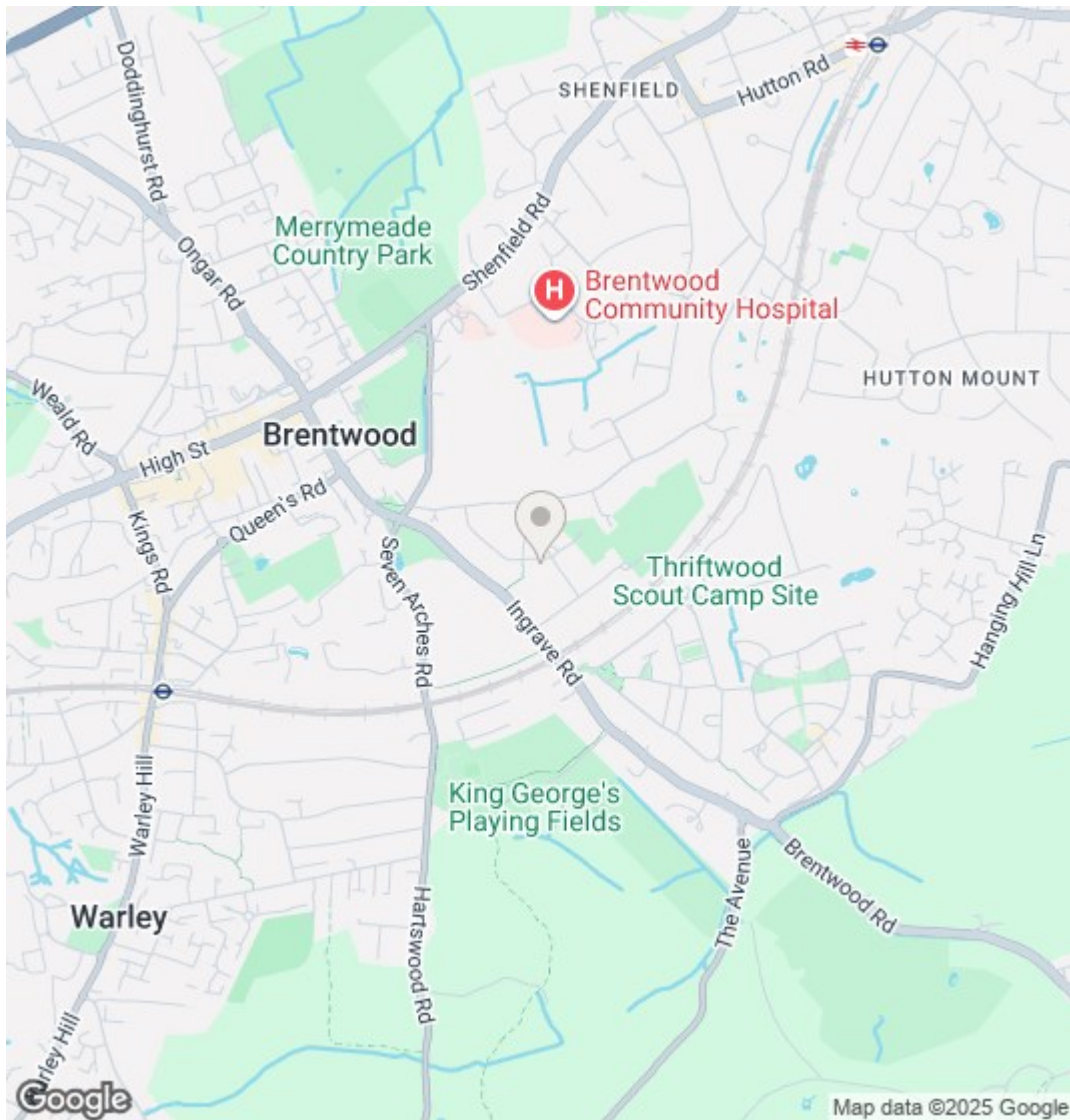 Doddinghurst Rd
SHENFIELD
Hutton Rd
Merrymeade
Country Park
Shenfield Rd
Ongar Rd
H
Brentwood
Community Hospital
HUTTON MOUNT
Weald Rd
High St
Brentwood
Queen's Rd
Kings Rd
Seven Arches Rd
Thriftwood
Scout Camp Site
Hanging Hill Ln
Ingrave Rd
Warley Hill
King George's
Playing Fields
Brentwood Rd
The Avenue
Warley
Hartswood Rd
Warley Hill
Google
Map data ©2025 Google